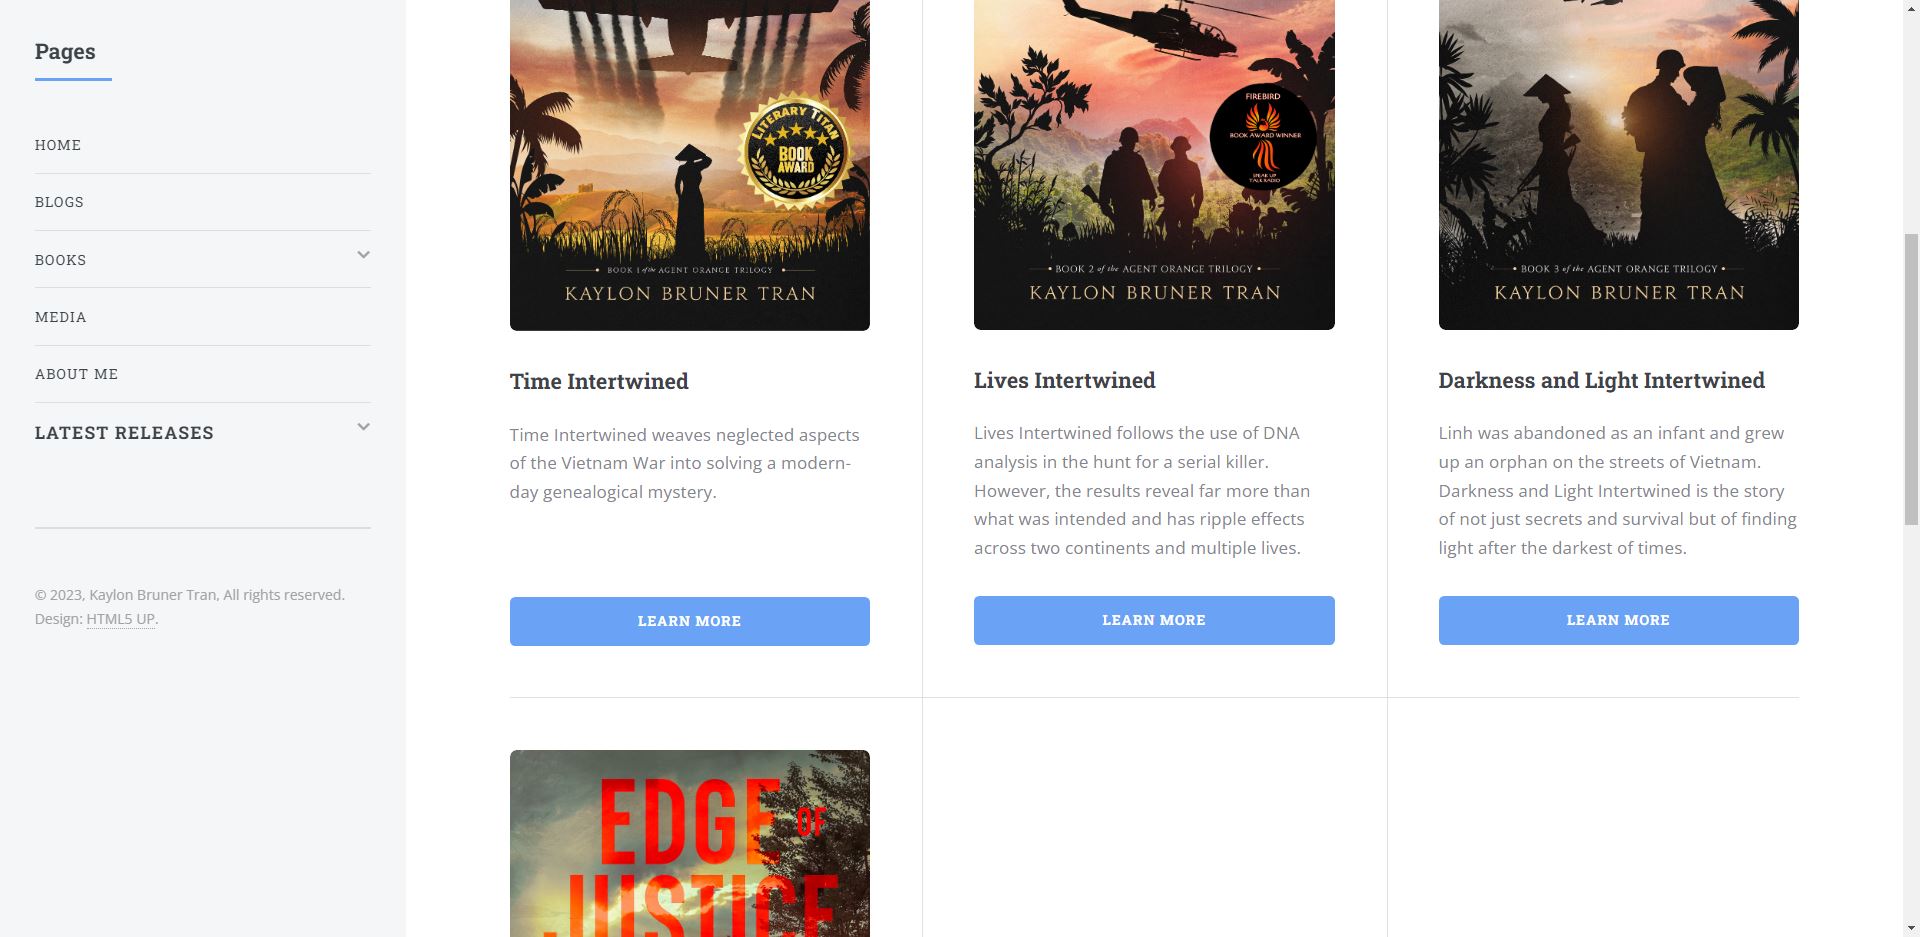 Pages
HOME
BLOGS
BOOKS
MEDIA
ABOUT ME
LATEST RELEASES
© 2023, Kaylon Bruner Tran, All rights reserved.
Design: HTML5 UP.
LITERARY TITAN
BOOK
AWARD
BOOK 1 of the AGENT ORANGE TRILOGY
KAYLON BRUNER TRAN
Time Intertwined
Time Intertwined weaves neglected aspects
of the Vietnam War into solving a modern-
day genealogical mystery.
LEARN MORE
FIREBIRD
BOOK AWARD WINNER
SPEAK UP
TALK RADIO
BOOK 2 of the AGENT ORANGE TRILOGY
KAYLON BRUNER TRAN
Lives Intertwined
Lives Intertwined follows the use of DNA
analysis in the hunt for a serial killer.
However, the results reveal far more than
what was intended and has ripple effects
across two continents and multiple lives.
LEARN MORE
BOOK 3 of the AGENT ORANGE TRILOGY
KAYLON BRUNER TRAN
Darkness and Light Intertwined
Linh was abandoned as an infant and grew
up an orphan on the streets of Vietnam.
Darkness and Light Intertwined is the story
of not just secrets and survival but of finding
light after the darkest of times.
LEARN MORE
EDGE OF
JUSTICE